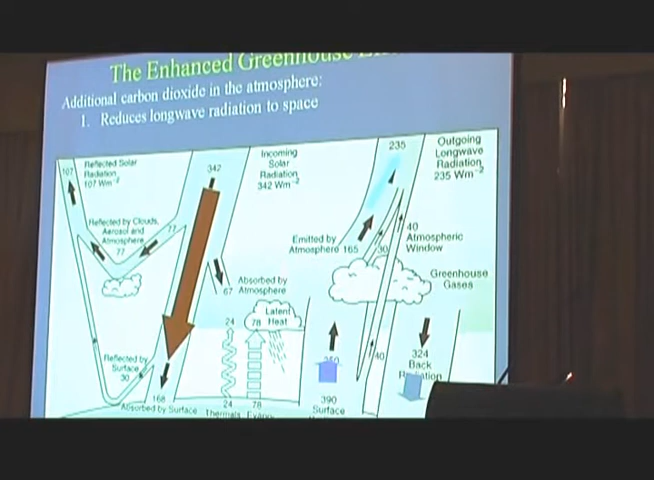 The Enhanced Greenhouse
Additional carbon dioxide in the atmosphere:
1. Reduces longwave radiation to space
107
Reflected Solar
Radiation
107 Wm⁻²
342
Incoming
Solar
Radiation
342 Wm⁻²
235
Outgoing
Longwave
Radiation
235 Wm⁻²
Reflected by Clouds,
Aerosol and
Atmosphere
77
77
Emitted by
Atmosphere 165
30
40
Atmospheric
Window
Greenhouse
Gases
67
Absorbed by
Atmosphere
Latent
Heat
24
78
350
40
324
Back
Radiation
Reflected by
Surface
30
168
Absorbed by Surface
24
Thermals
78
390
Surface